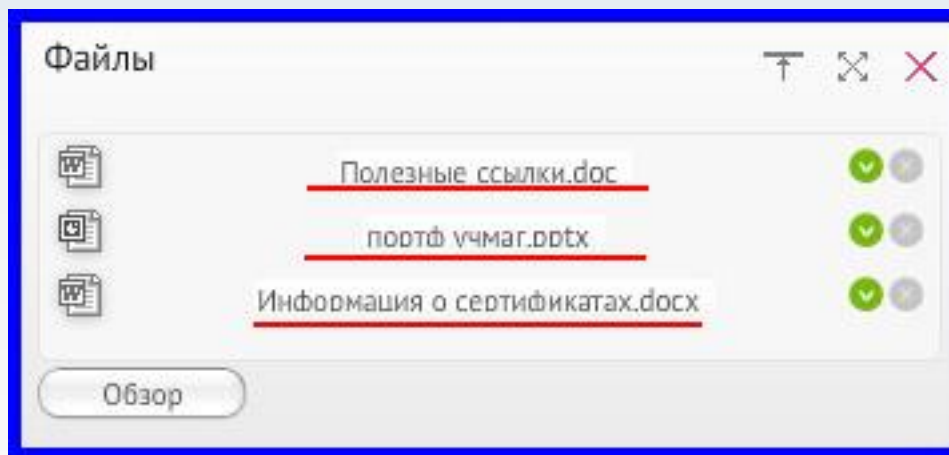 Файлы
Полезные ссылки.doc
портф учмаг.pptx
Информация о сертификатах.docx
Обзор